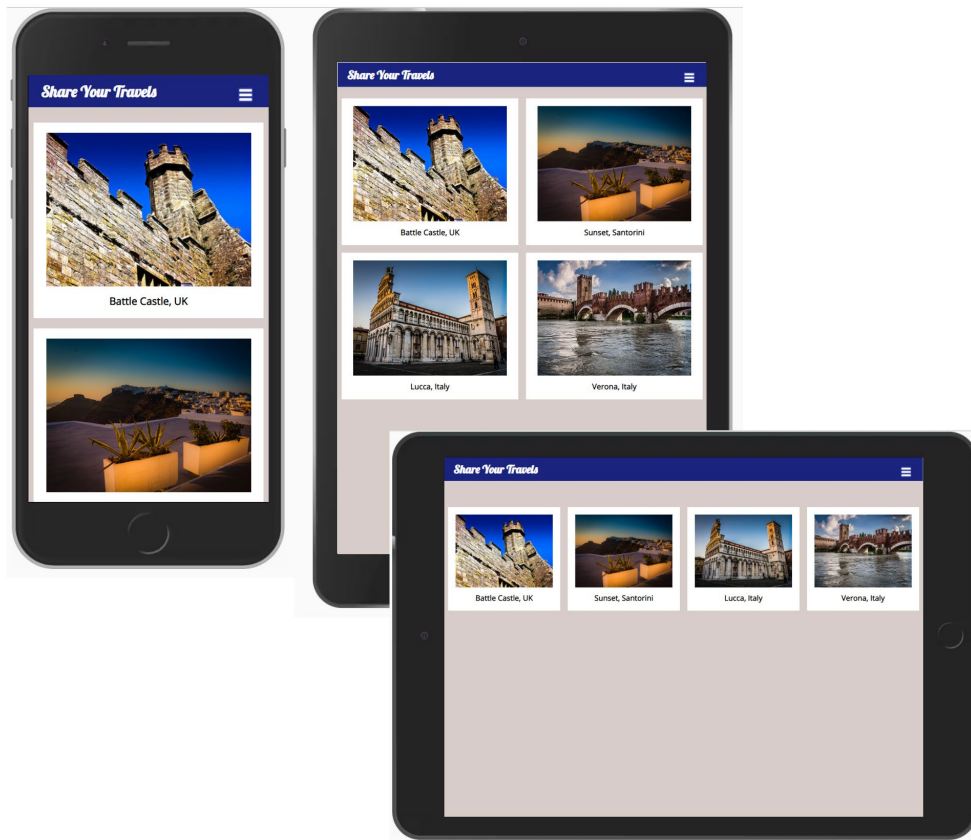 Share Your Travels
Battle Castle, UK
Share Your Travels
Battle Castle, UK
Sunset, Santorini
Lucca, Italy
Verona, Italy
Share Your Travels
Battle Castle, UK
Sunset, Santorini
Lucca, Italy
Verona, Italy